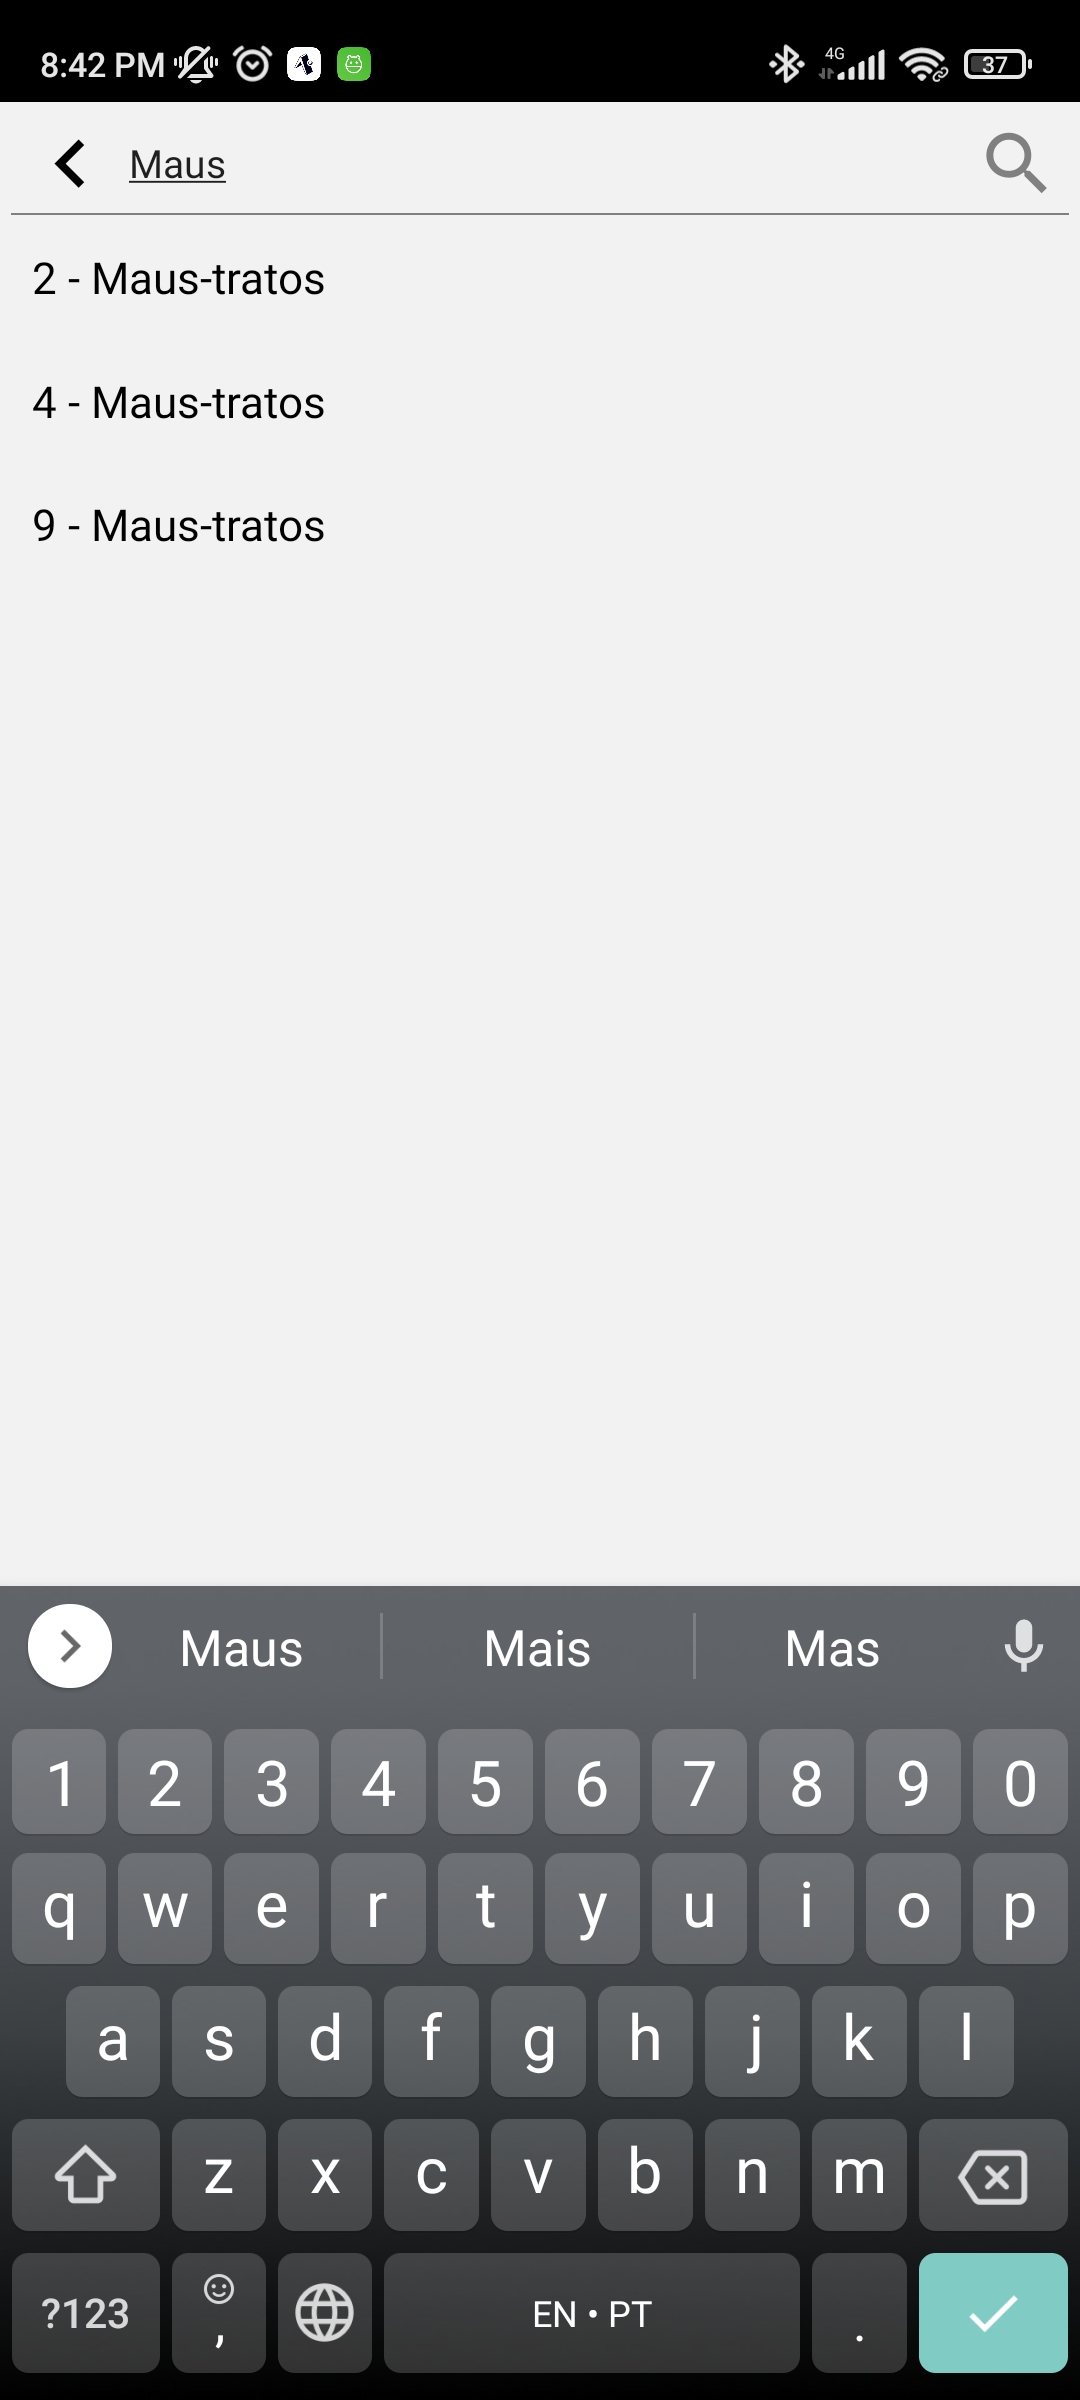 8:42 PM 4G 37
Maus
2 - Maus-tratos
4 - Maus-tratos
9 - Maus-tratos
Maus Mais Mas
1 2 3 4 5 6 7 8 9 0
q w e r t y u i o p
a s d f g h j k l
z x c v b n m
?123 , EN • PT .